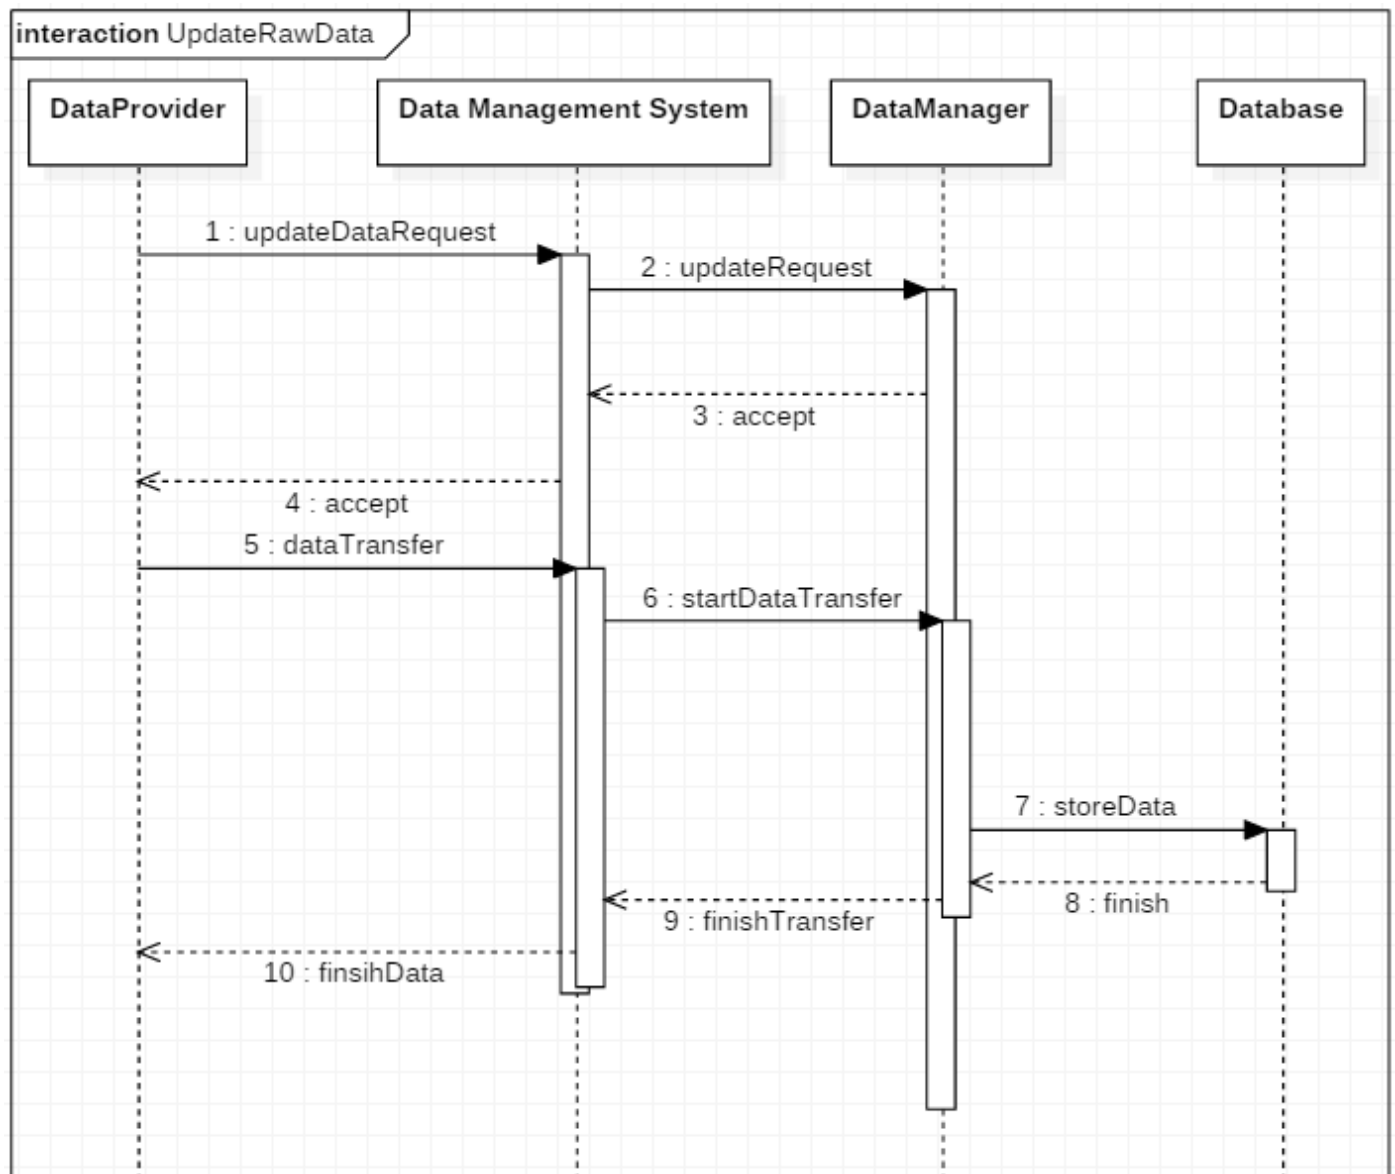 interaction UpdateRawData
DataProvider
Data Management System
DataManager
Database
1 : updateDataRequest
2 : updateRequest
3 : accept
4 : accept
5 : dataTransfer
6 : startDataTransfer
7 : storeData
8 : finish
9 : finishTransfer
10 : finsihData